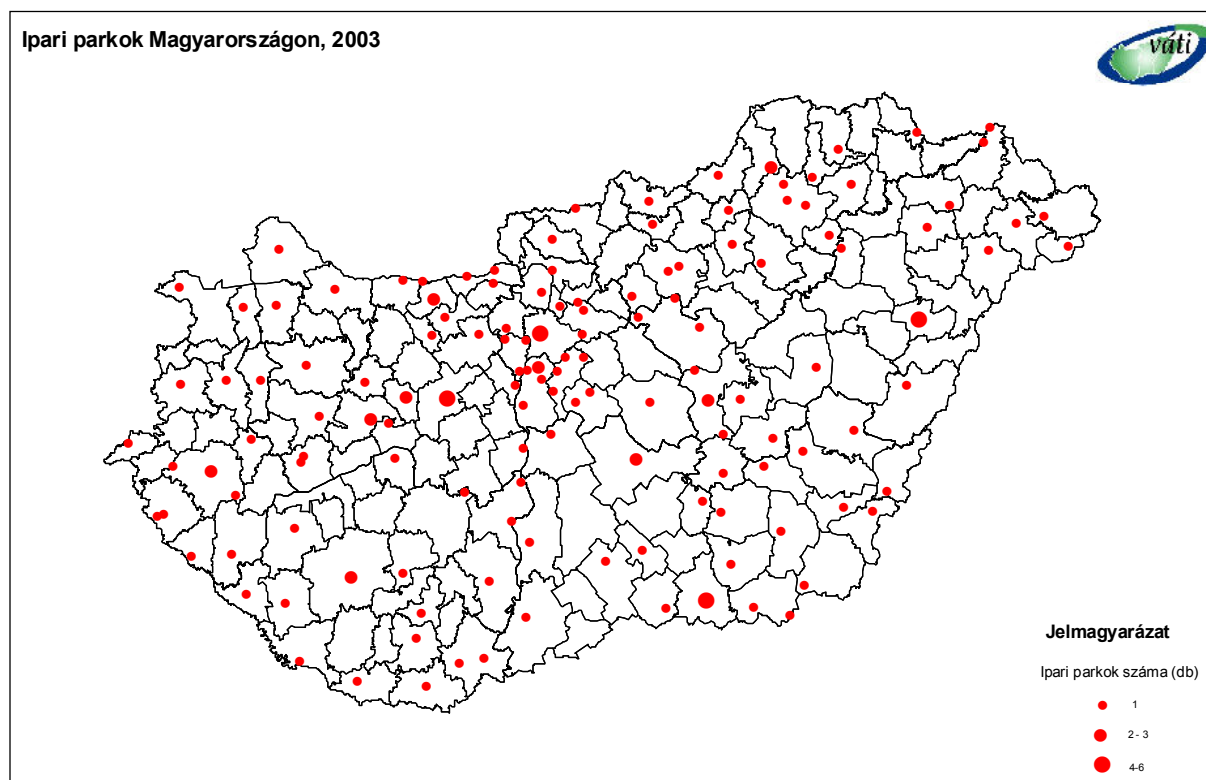 Ipari parkok Magyarországon, 2003
váti
Jelmagyarázat
Ipari parkok száma (db)
1
2 - 3
4-6